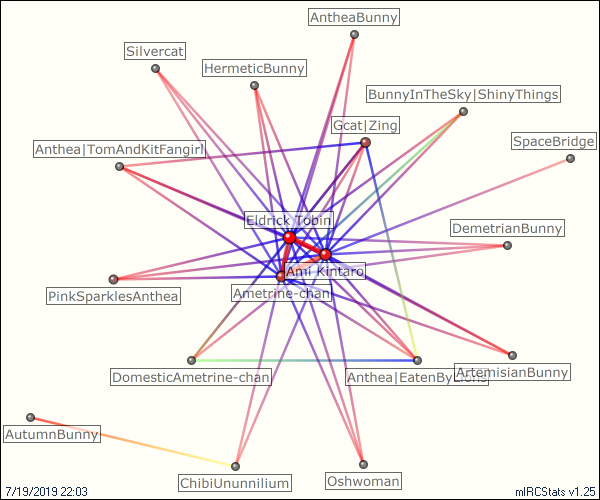 AntheaBunny
Silvercat
HermeticBunny
BunnyInTheSky|ShinyThings
Gcat|Zing
SpaceBridge
Anthea|TomAndKitFangirl
Eldrick Tobin
DemetrianBunny
Ami Kintaro
Ametrine-chan
PinkSparklesAnthea
ArtemisianBunny
DomesticAmetrine-chan
Anthea|EatenByLions
AutumnBunny
Oshwoman
ChibiUnunnilium
7/19/2019 22:03
mIRCStats v1.25